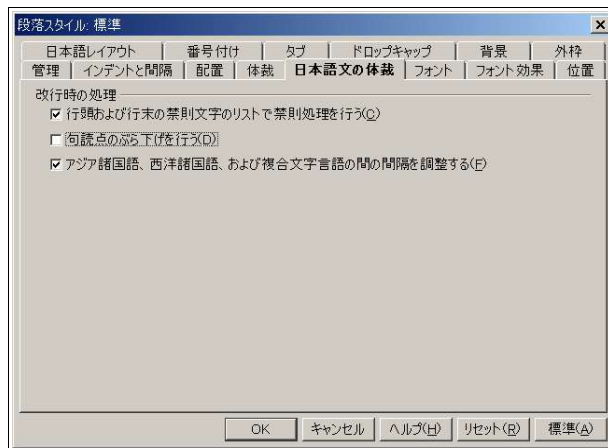 段落スタイル: 標準
日本語レイアウト 番号付け タブ ドロップキャップ 背景 外枠
管理 インデントと間隔 配置 体裁 日本語文の体裁 フォント フォント効果 位置
改行時の処理
行頭および行末の禁則文字のリストで禁則処理を行う(C)
句読点のぶら下げを行う(D)
アジア諸国語、西洋諸国語、および複合文字言語の間の間隔を調整する(F)
OK キャンセル ヘルプ(H) リセット(R) 標準(A)